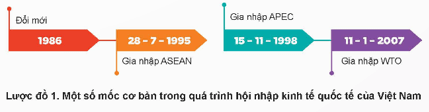 Đổi mới
Gia nhập APEC
1986
28 - 7 - 1995
15 - 11 - 1998
11 - 1 - 2007
Gia nhập ASEAN
Gia nhập WTO
Lược đồ 1. Một số mốc cơ bản trong quá trình hội nhập kinh tế quốc tế của Việt Nam